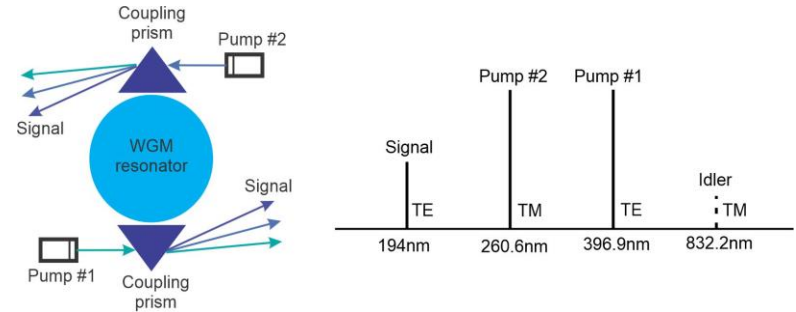 Coupling
prism
Pump #2
Signal
WGM
resonator
Signal
Pump #1
Coupling
prism
Pump #2
Pump #1
Signal
Idler
TE
TM
TE
TM
194nm
260.6nm
396.9nm
832.2nm